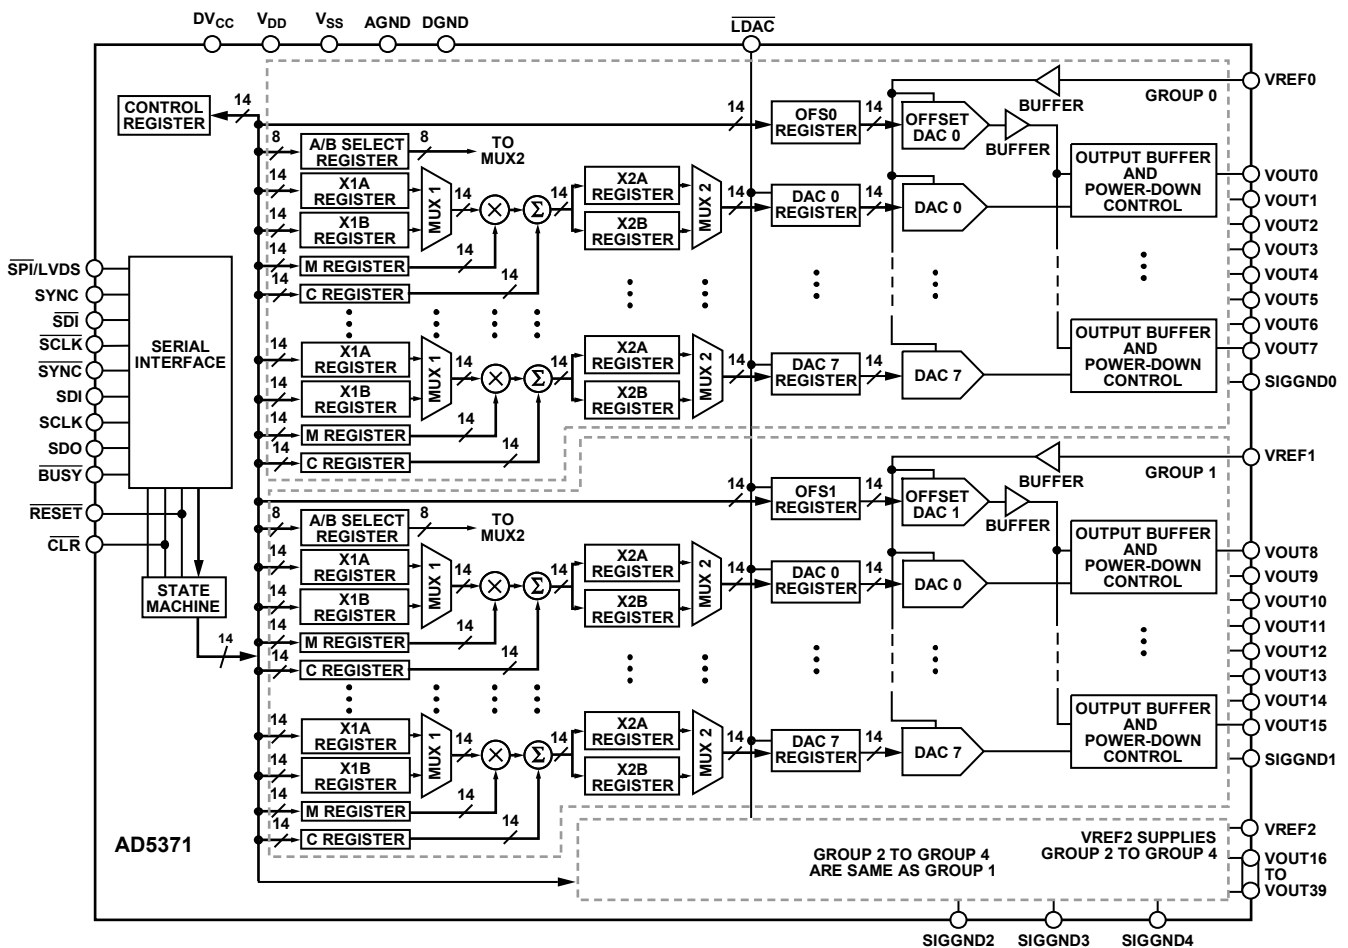 DVCC VDD VSS AGND DGND LDAC
CONTROL
REGISTER
14
8
A/B SELECT
REGISTER
8
TO
MUX2
14
X1A
REGISTER
14
X1B
REGISTER
MUX 1
14
×
Σ
14
14
M REGISTER
14
14
C REGISTER
14
X2A
REGISTER
X2B
REGISTER
MUX 2
14
14
OFS0
REGISTER
14
OFFSET
DAC 0
BUFFER
BUFFER
GROUP 0
DAC 0
REGISTER
14
DAC 0
OUTPUT BUFFER
AND
POWER-DOWN
CONTROL
14
X1A
REGISTER
14
X1B
REGISTER
MUX 1
14
×
Σ
14
14
M REGISTER
14
14
C REGISTER
14
X2A
REGISTER
X2B
REGISTER
MUX 2
14
DAC 7
REGISTER
14
DAC 7
OUTPUT BUFFER
AND
POWER-DOWN
CONTROL
VREF0
VOUT0
VOUT1
VOUT2
VOUT3
VOUT4
VOUT5
VOUT6
VOUT7
SIGGND0
SPI/LVDS
SYNC
SDI
SCLK
SYNC
SDI
SCLK
SDO
BUSY
RESET
CLR
SERIAL
INTERFACE
STATE
MACHINE
14
8
A/B SELECT
REGISTER
8
TO
MUX2
14
X1A
REGISTER
14
X1B
REGISTER
MUX 1
14
×
Σ
14
14
M REGISTER
14
14
C REGISTER
14
X2A
REGISTER
X2B
REGISTER
MUX 2
14
14
OFS1
REGISTER
14
OFFSET
DAC 1
BUFFER
BUFFER
GROUP 1
DAC 0
REGISTER
14
DAC 0
OUTPUT BUFFER
AND
POWER-DOWN
CONTROL
14
X1A
REGISTER
14
X1B
REGISTER
MUX 1
14
×
Σ
14
14
M REGISTER
14
14
C REGISTER
14
X2A
REGISTER
X2B
REGISTER
MUX 2
14
DAC 7
REGISTER
14
DAC 7
OUTPUT BUFFER
AND
POWER-DOWN
CONTROL
VREF1
VOUT8
VOUT9
VOUT10
VOUT11
VOUT12
VOUT13
VOUT14
VOUT15
SIGGND1
AD5371
GROUP 2 TO GROUP 4
ARE SAME AS GROUP 1
VREF2 SUPPLIES
GROUP 2 TO GROUP 4
VREF2
VOUT16
TO
VOUT39
SIGGND2 SIGGND3 SIGGND4